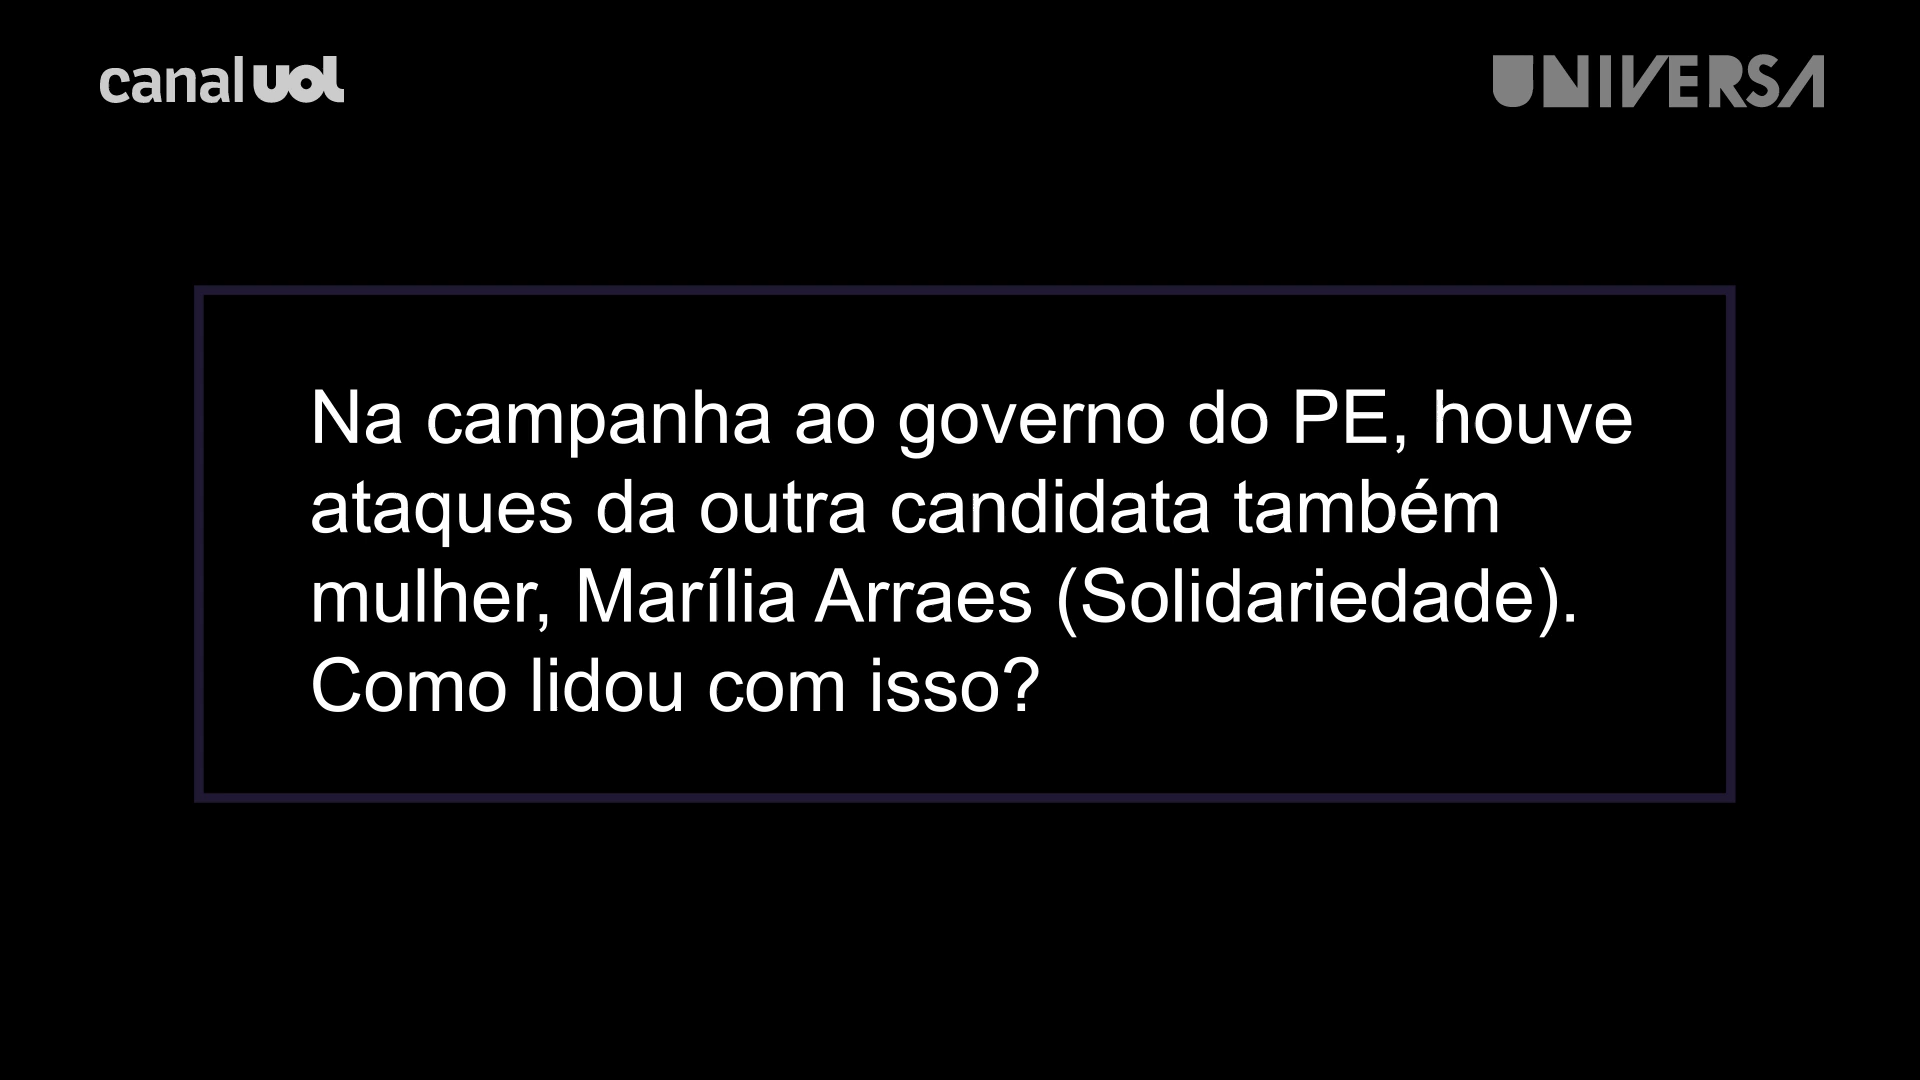 canal uol
UNIVERSA
Na campanha ao governo do PE, houve
ataques da outra candidata também
mulher, Marília Arraes (Solidariedade).
Como lidou com isso?